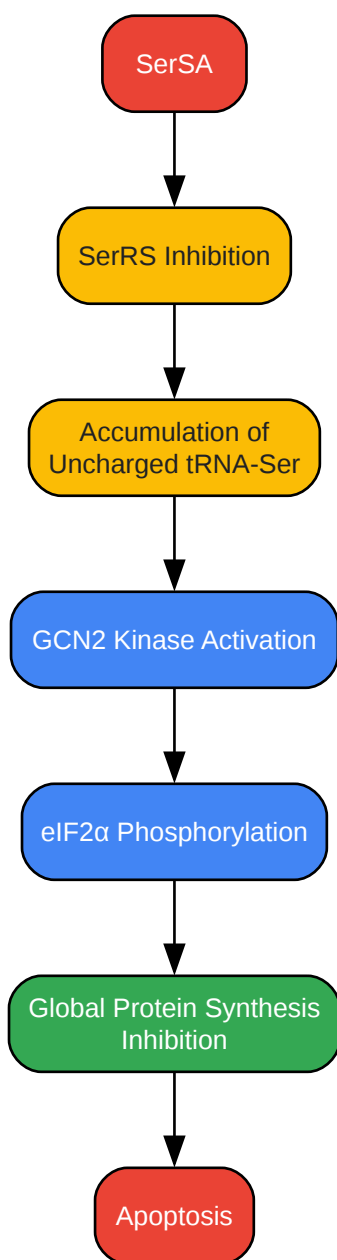 SerSA
SerRS Inhibition
Accumulation of
Uncharged tRNA-Ser
GCN2 Kinase Activation
eIF2α Phosphorylation
Global Protein Synthesis
Inhibition
Apoptosis